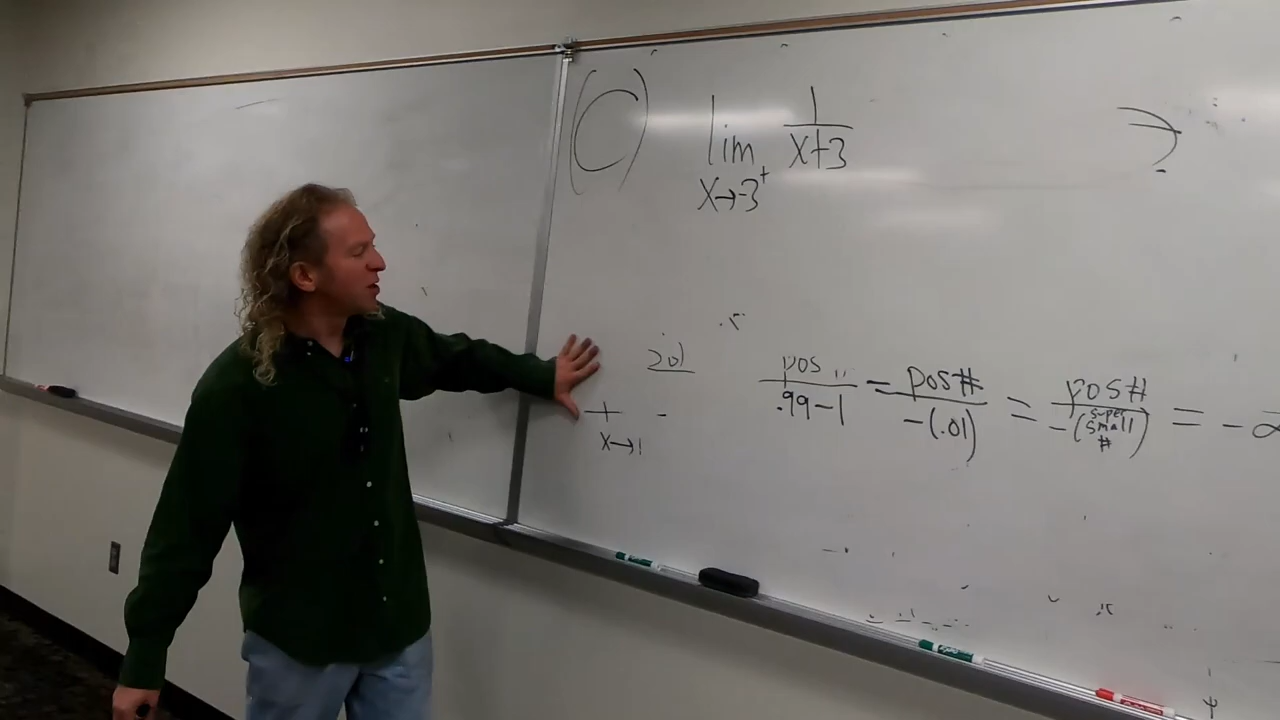 (C) lim x→-3⁺ 1/(x+3) ?
pos/(.99-1) = pos#/(-(.01)) = pos#/(-(super small #)) = -∞
x→1